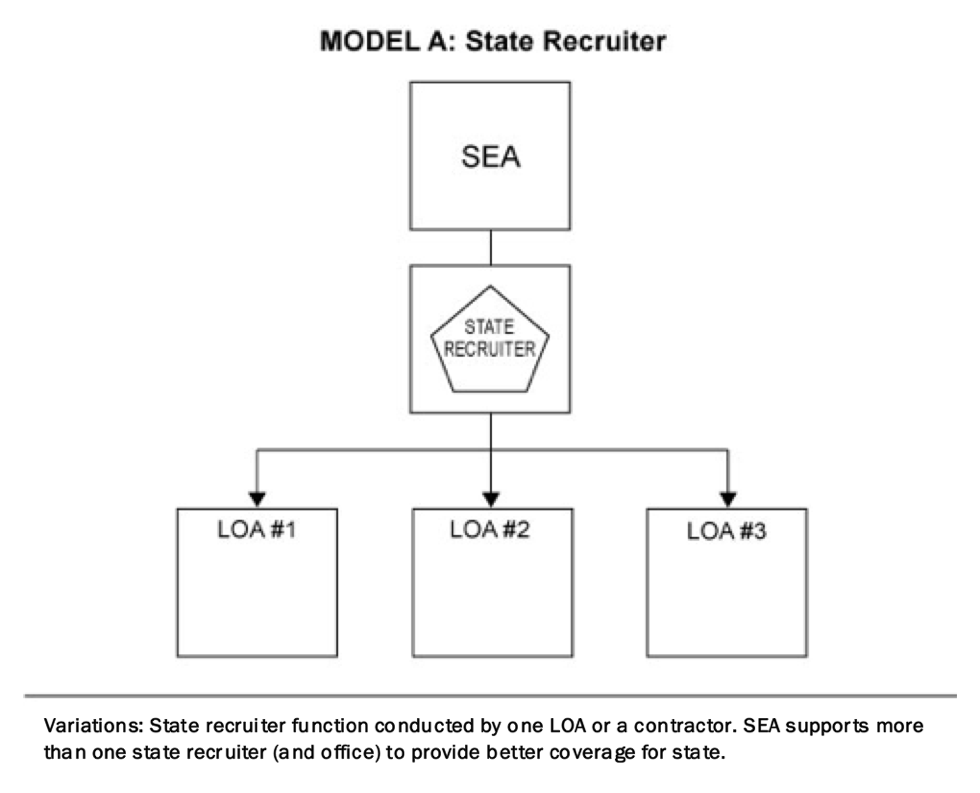 MODEL A: State Recruiter
SEA
STATE
RECRUITER
LOA #1
LOA #2
LOA #3
Variations: State recruiter function conducted by one LOA or a contractor. SEA supports more
than one state recruiter (and office) to provide better coverage for state.